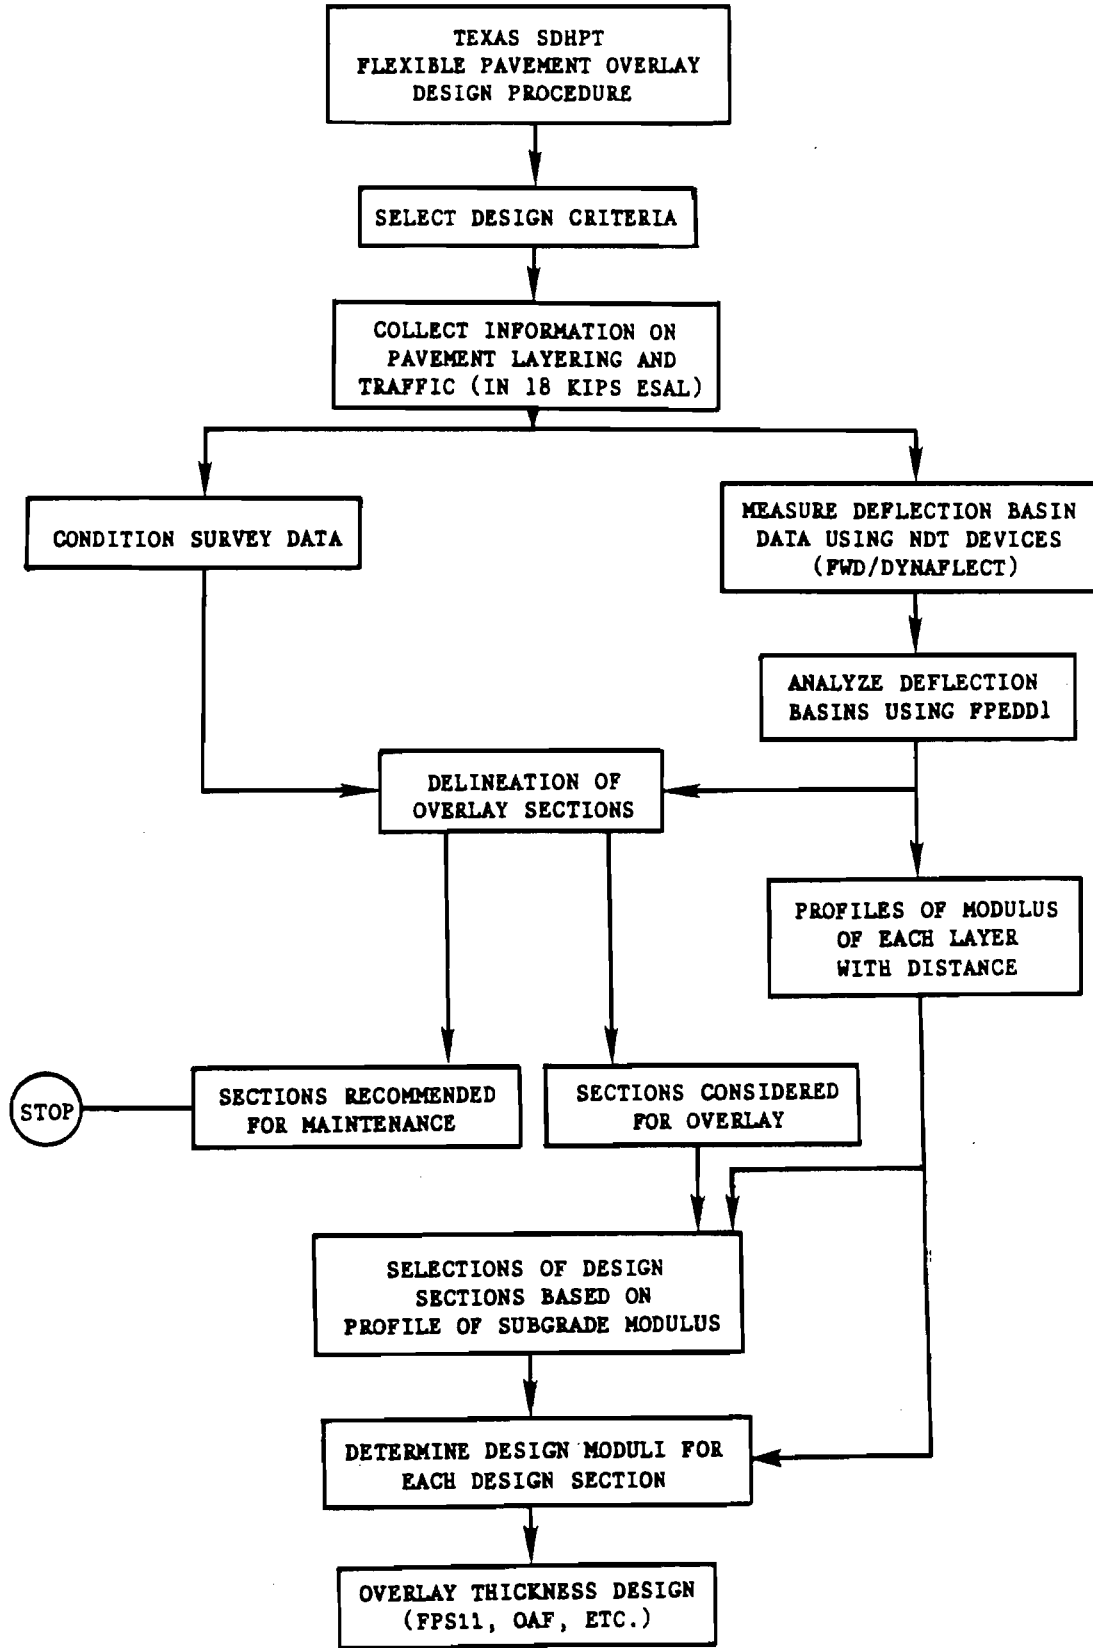 TEXAS SDHPT
FLEXIBLE PAVEMENT OVERLAY
DESIGN PROCEDURE
SELECT DESIGN CRITERIA
COLLECT INFORMATION ON
PAVEMENT LAYERING AND
TRAFFIC (IN 18 KIPS ESAL)
CONDITION SURVEY DATA
MEASURE DEFLECTION BASIN
DATA USING NDT DEVICES
(FWD/DYNAFLECT)
ANALYZE DEFLECTION
BASINS USING FPEDD1
DELINEATION OF
OVERLAY SECTIONS
PROFILES OF MODULUS
OF EACH LAYER
WITH DISTANCE
STOP
SECTIONS RECOMMENDED
FOR MAINTENANCE
SECTIONS CONSIDERED
FOR OVERLAY
SELECTIONS OF DESIGN
SECTIONS BASED ON
PROFILE OF SUBGRADE MODULUS
DETERMINE DESIGN MODULI FOR
EACH DESIGN SECTION
OVERLAY THICKNESS DESIGN
(FPS11, OAF, ETC.)